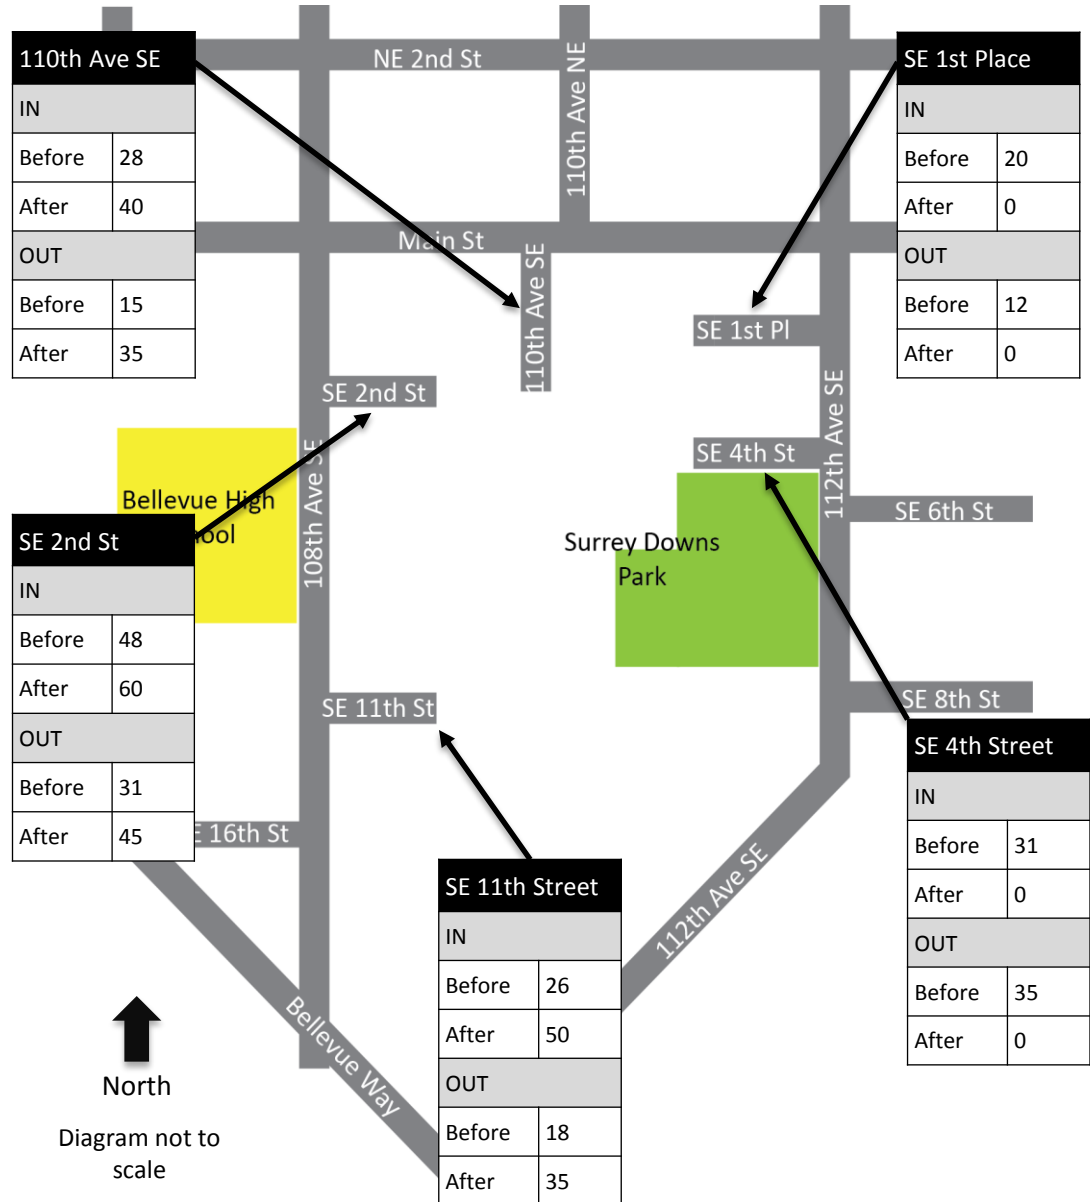 110th Ave SE
IN
Before 28
After 40
OUT
Before 15
After 35
NE 2nd St
110th Ave NE
SE 1st Place
IN
Before 20
After 0
OUT
Before 12
After 0
Main St
110th Ave SE
SE 1st Pl
SE 2nd St
108th Ave SE
112th Ave SE
SE 4th St
Bellevue High
ool
SE 6th St
Surrey Downs
Park
SE 2nd St
IN
Before 48
After 60
OUT
Before 31
After 45
SE 11th St
SE 8th St
SE 4th Street
IN
Before 31
After 0
OUT
Before 35
After 0
E 16th St
SE 11th Street
IN
Before 26
After 50
OUT
Before 18
After 35
112th Ave SE
Bellevue Way
North
Diagram not to
scale